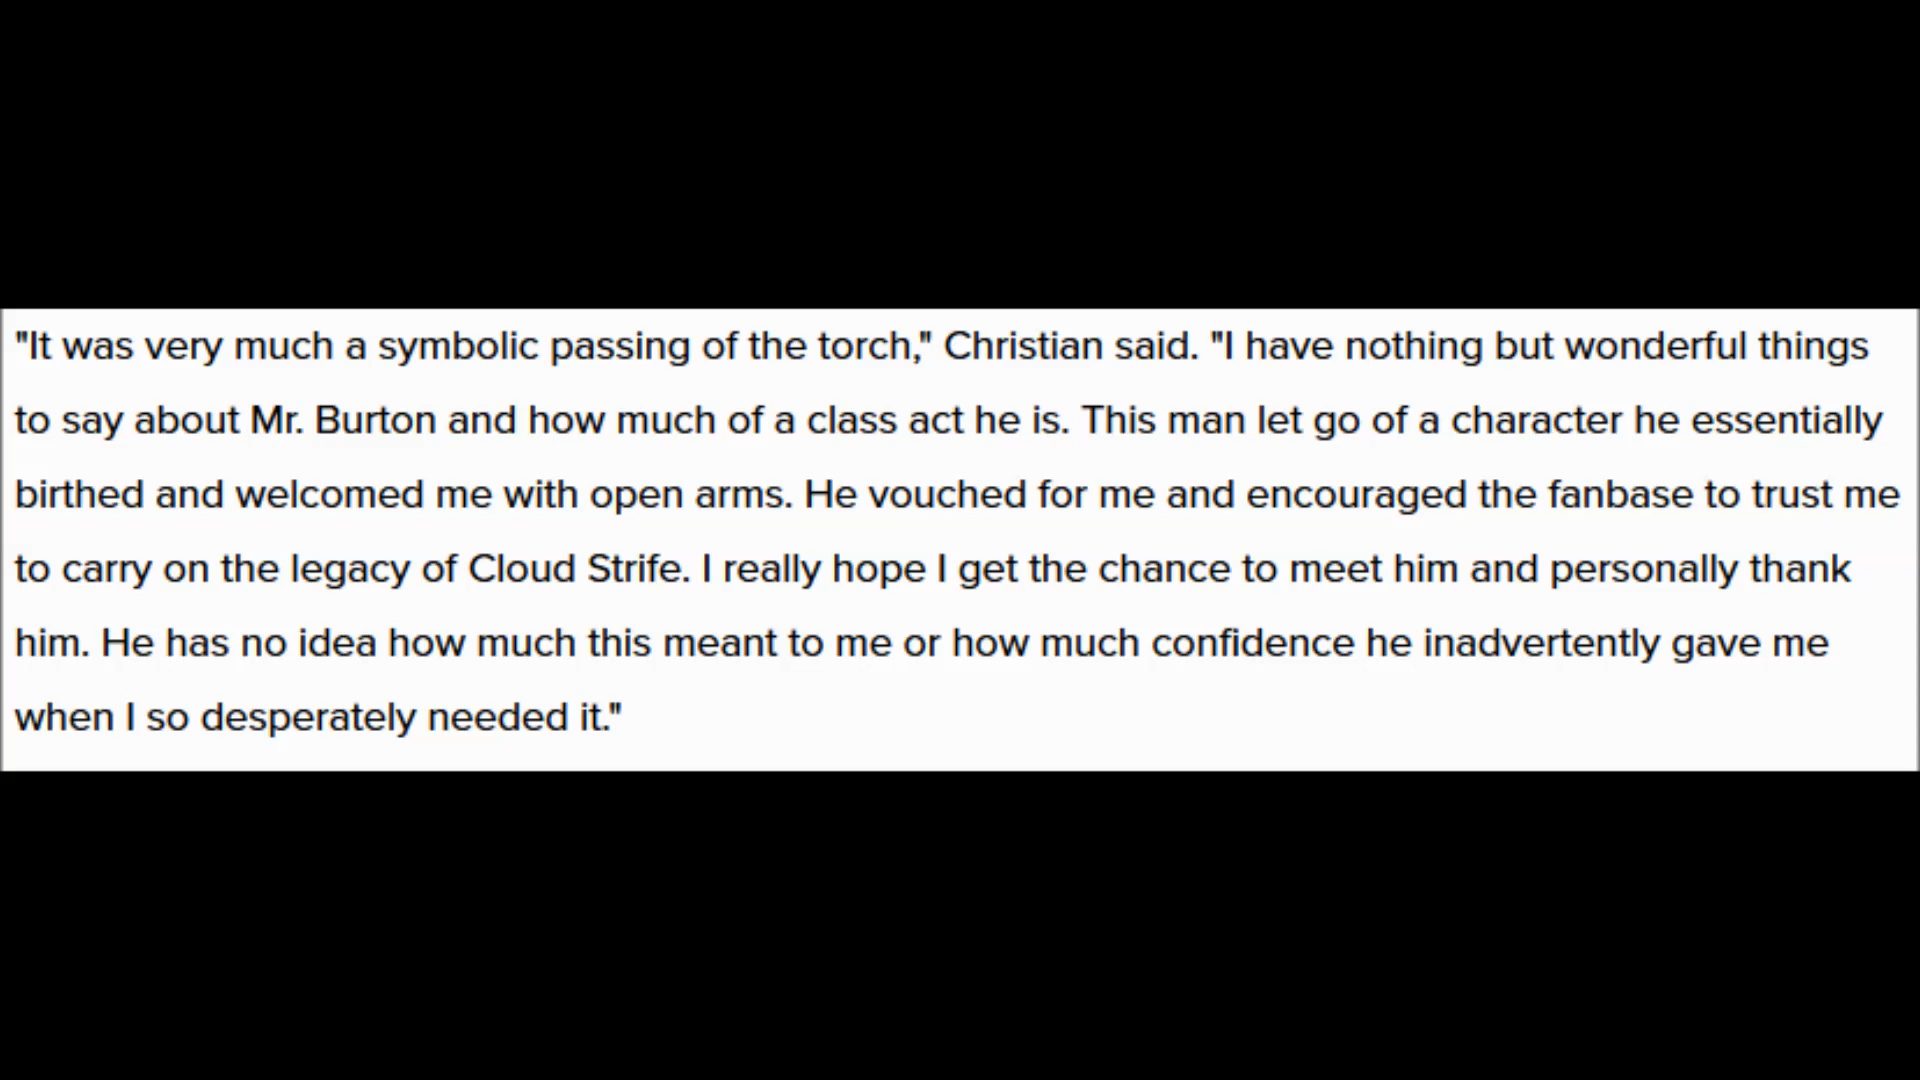 "It was very much a symbolic passing of the torch," Christian said. "I have nothing but wonderful things
to say about Mr. Burton and how much of a class act he is. This man let go of a character he essentially
birthed and welcomed me with open arms. He vouched for me and encouraged the fanbase to trust me
to carry on the legacy of Cloud Strife. I really hope I get the chance to meet him and personally thank
him. He has no idea how much this meant to me or how much confidence he inadvertently gave me
when I so desperately needed it."